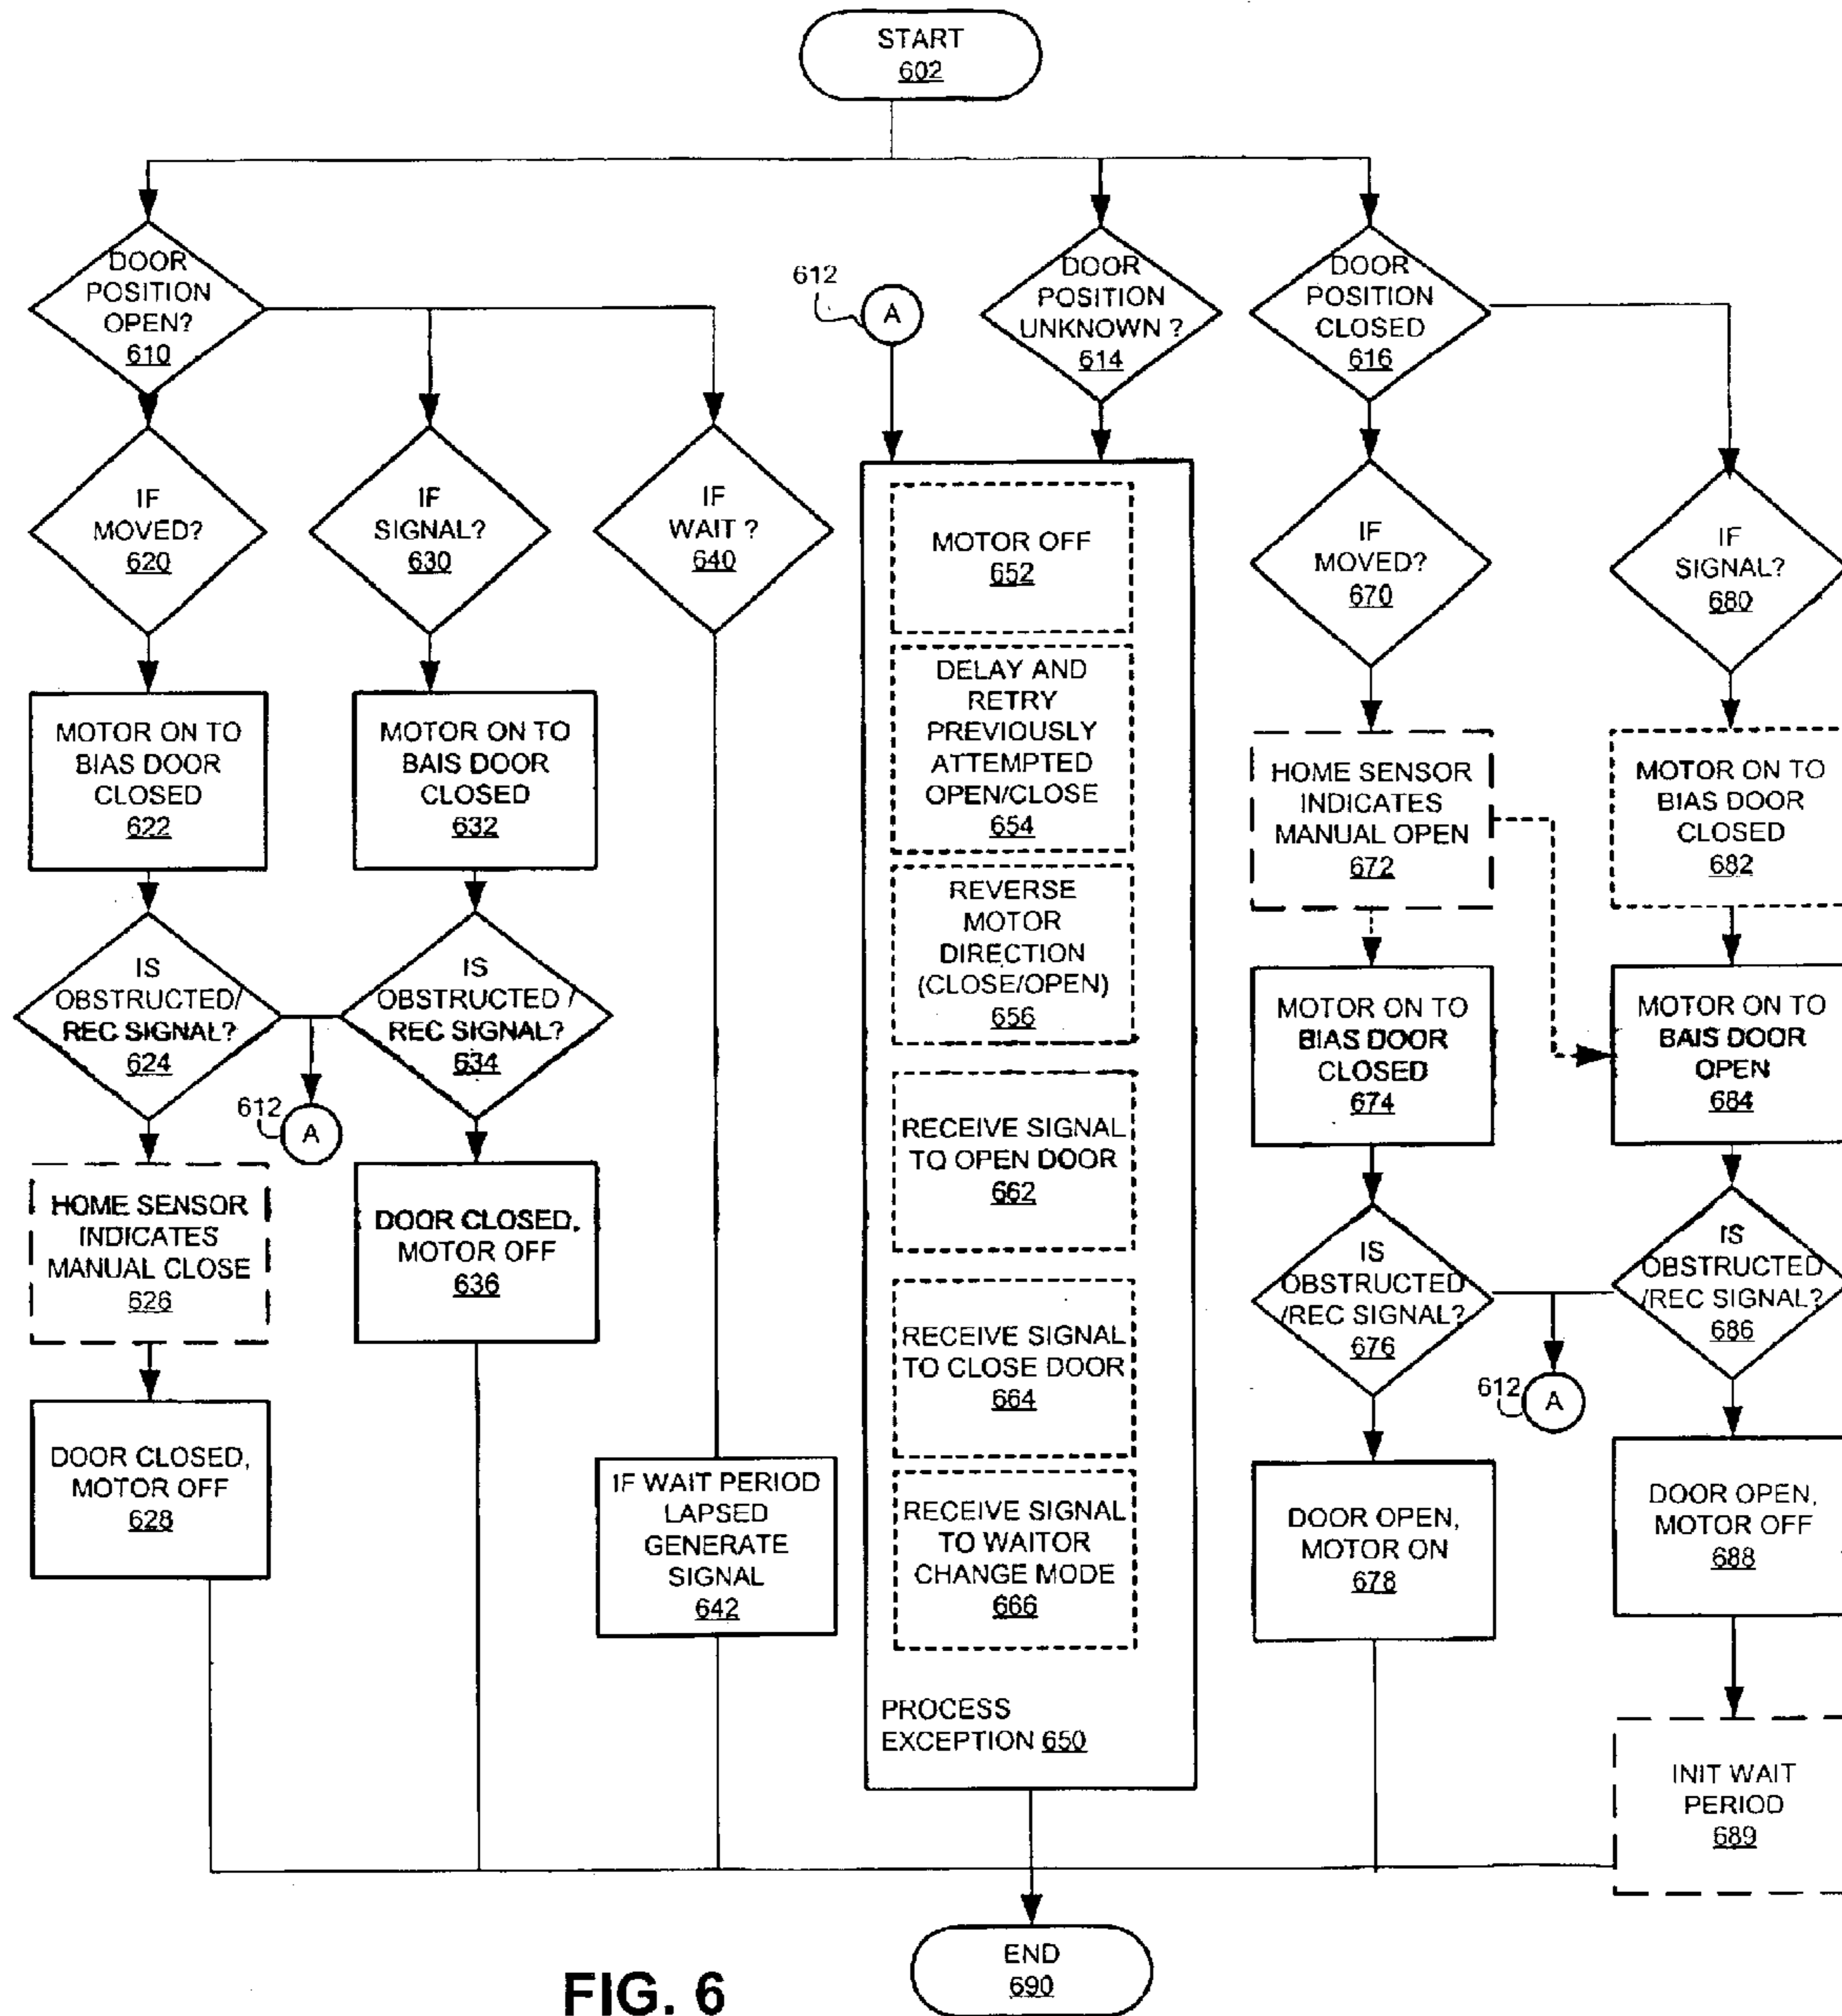 START
602
DOOR
POSITION
OPEN?
610
612
A
DOOR
POSITION
UNKNOWN ?
614
DOOR
POSITION
CLOSED
616
IF
MOVED?
620
IF
SIGNAL?
630
IF
WAIT ?
640
MOTOR OFF
652
IF
MOVED?
670
IF
SIGNAL?
680
MOTOR ON TO
BIAS DOOR
CLOSED
622
MOTOR ON TO
BAIS DOOR
CLOSED
632
DELAY AND
RETRY
PREVIOUSLY
ATTEMPTED
OPEN/CLOSE
654
HOME SENSOR
INDICATES
MANUAL OPEN
672
MOTOR ON TO
BIAS DOOR
CLOSED
682
IS
OBSTRUCTED/
REC SIGNAL?
624
IS
OBSTRUCTED /
REC SIGNAL?
634
612
A
REVERSE
MOTOR
DIRECTION
(CLOSE/OPEN)
656
MOTOR ON TO
BIAS DOOR
CLOSED
674
MOTOR ON TO
BAIS DOOR
OPEN
684
HOME SENSOR
INDICATES
MANUAL CLOSE
626
DOOR CLOSED,
MOTOR OFF
636
RECEIVE SIGNAL
TO OPEN DOOR
662
IS
OBSTRUCTED
/REC SIGNAL?
676
IS
OBSTRUCTED
/REC SIGNAL?
686
612
A
RECEIVE SIGNAL
TO CLOSE DOOR
664
DOOR CLOSED,
MOTOR OFF
628
IF WAIT PERIOD
LAPSED
GENERATE
SIGNAL
642
RECEIVE SIGNAL
TO WAITOR
CHANGE MODE
666
DOOR OPEN,
MOTOR ON
678
DOOR OPEN,
MOTOR OFF
688
PROCESS
EXCEPTION 650
INIT WAIT
PERIOD
689
END
690
FIG. 6